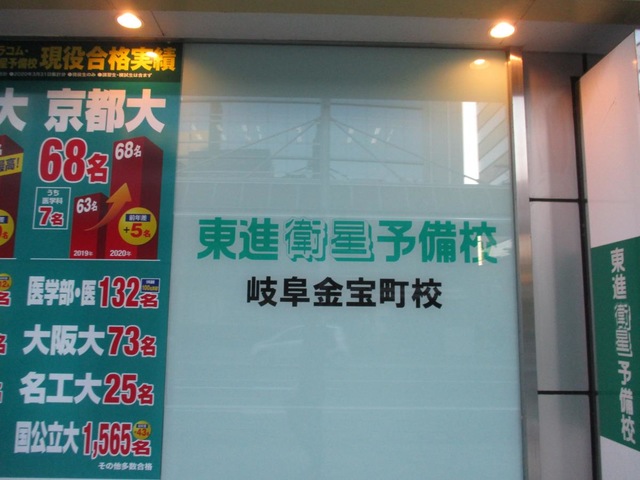 現役合格実績
大
京都大
68名
うち
医学科
7名
63名
68名
前年度
+5名
2019年
2020年
医学部・医 132名
大阪大 73名
名工大 25名
国公立大 1,565名
その他多数合格
東進衛星予備校
岐阜金宝町校
東進衛星予備校